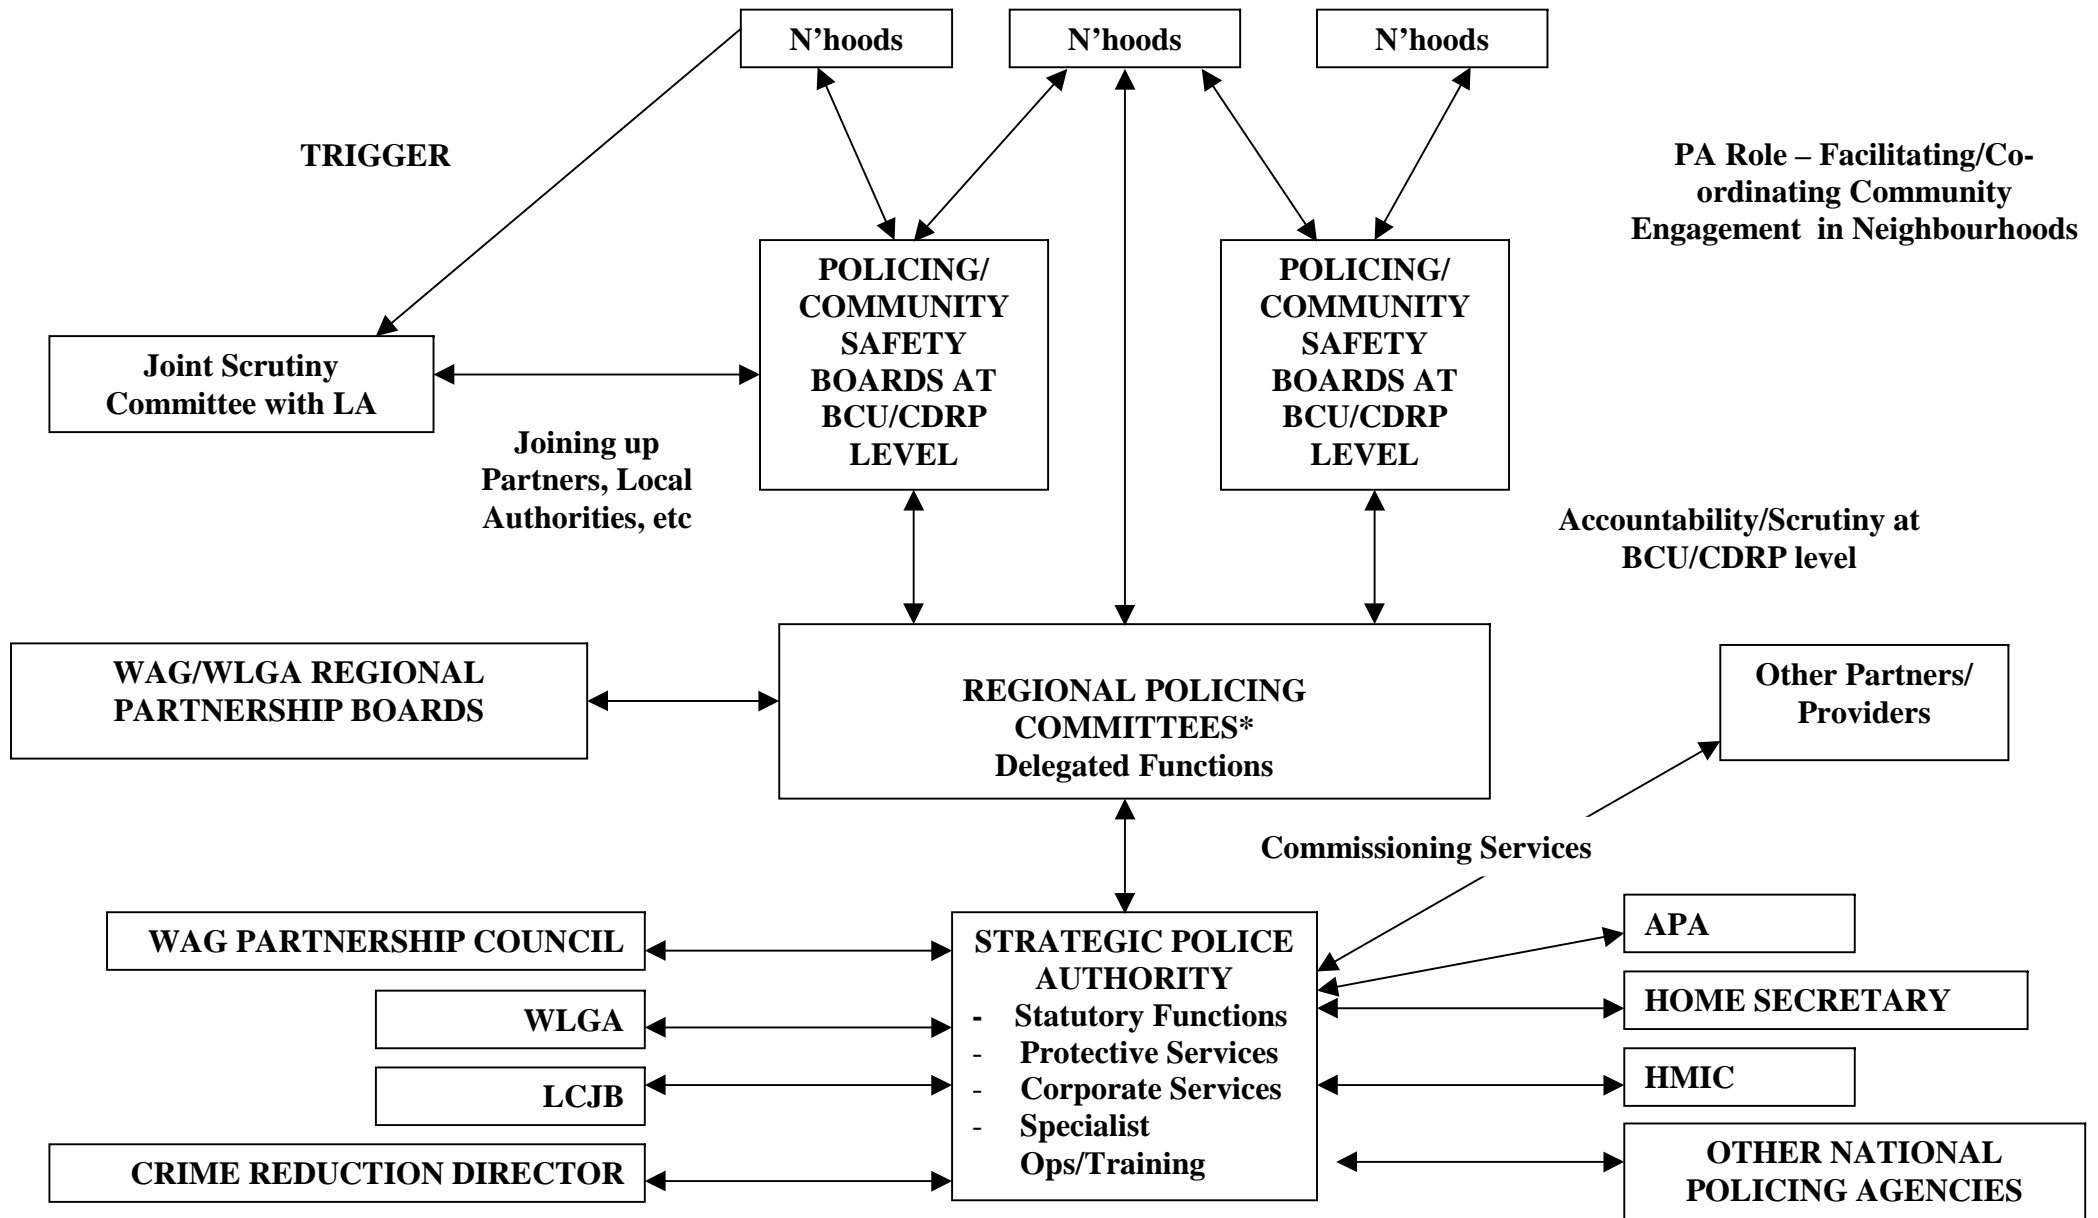 N’hoods
N’hoods
N’hoods
TRIGGER
PA Role – Facilitating/Co-
ordinating Community
Engagement in Neighbourhoods
POLICING/
COMMUNITY
SAFETY
BOARDS AT
BCU/CDRP
LEVEL
POLICING/
COMMUNITY
SAFETY
BOARDS AT
BCU/CDRP
LEVEL
Joint Scrutiny
Committee with LA
Joining up
Partners, Local
Authorities, etc
Accountability/Scrutiny at
BCU/CDRP level
WAG/WLGA REGIONAL
PARTNERSHIP BOARDS
REGIONAL POLICING
COMMITTEES*
Delegated Functions
Other Partners/
Providers
Commissioning Services
WAG PARTNERSHIP COUNCIL
WLGA
LCJB
CRIME REDUCTION DIRECTOR
STRATEGIC POLICE
AUTHORITY
- Statutory Functions
- Protective Services
- Corporate Services
- Specialist
Ops/Training
APA
HOME SECRETARY
HMIC
OTHER NATIONAL
POLICING AGENCIES